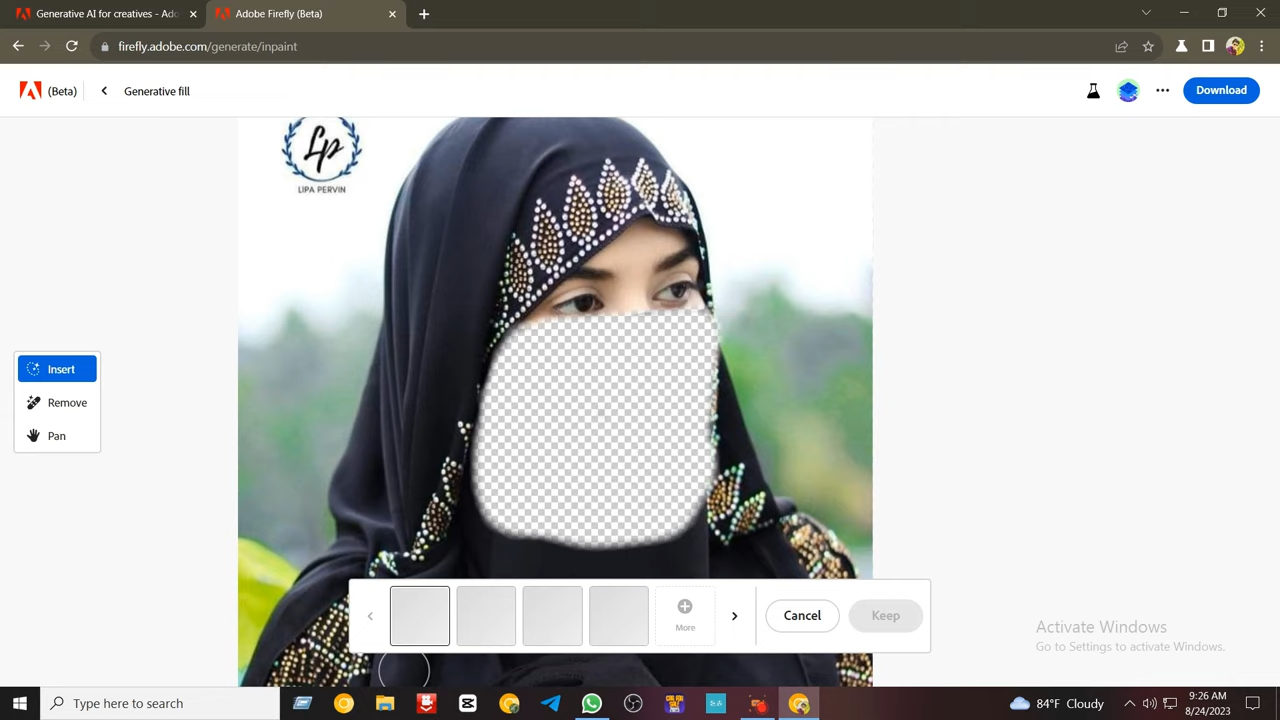 Generative AI for creatives - Ado
Adobe Firefly (Beta)
firefly.adobe.com/generate/inpaint
(Beta)
Generative fill
Download
Lp
LIPA PERVIN
Insert
Remove
Pan
More
Cancel
Keep
Activate Windows
Go to Settings to activate Windows.
Type here to search
84°F Cloudy
9:26 AM
8/24/2023